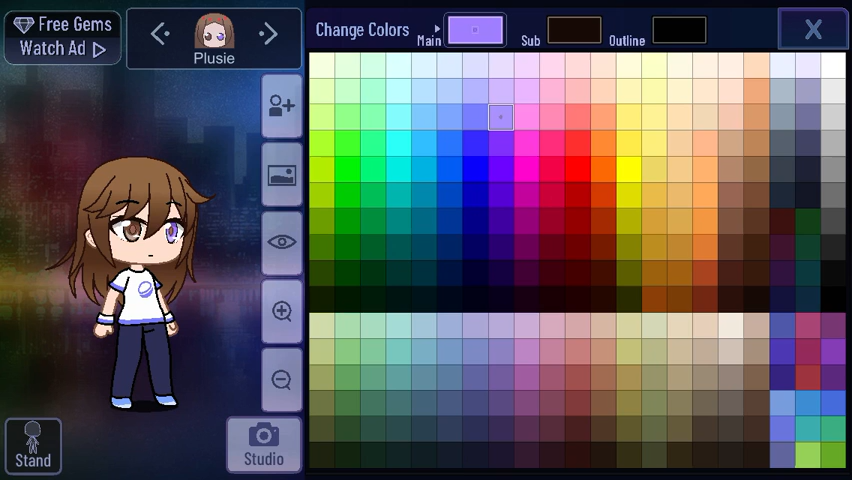 Free Gems
Watch Ad
Plusie
Change Colors
Main
Sub
Outline
X
Stand
Studio